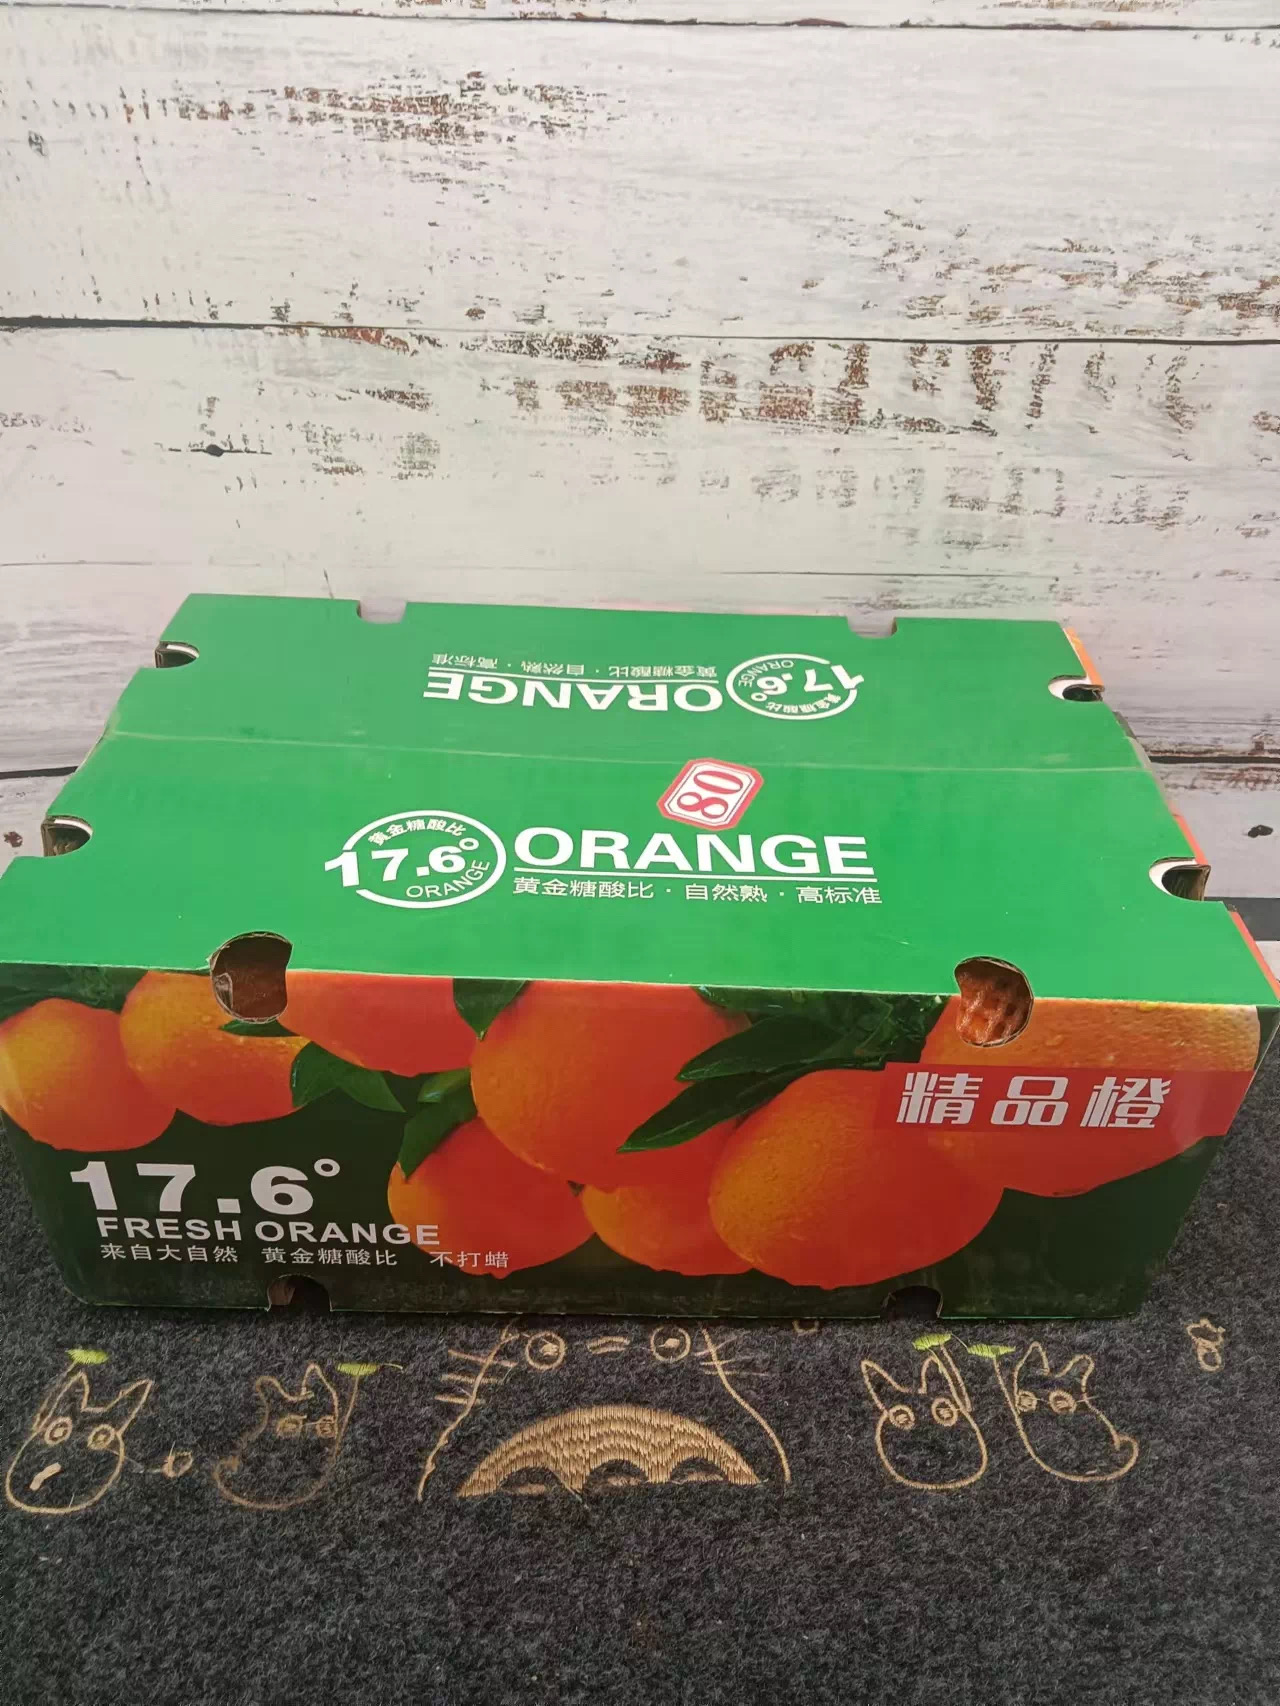 黄金糖酸比·自然熟·高标准
ORANGE
黄金糖酸比
17.6°
ORANGE
80
黄金糖酸比
17.6°
ORANGE
ORANGE
黄金糖酸比·自然熟·高标准
精品橙
17.6°
FRESH ORANGE
来自大自然 黄金糖酸比 不打蜡